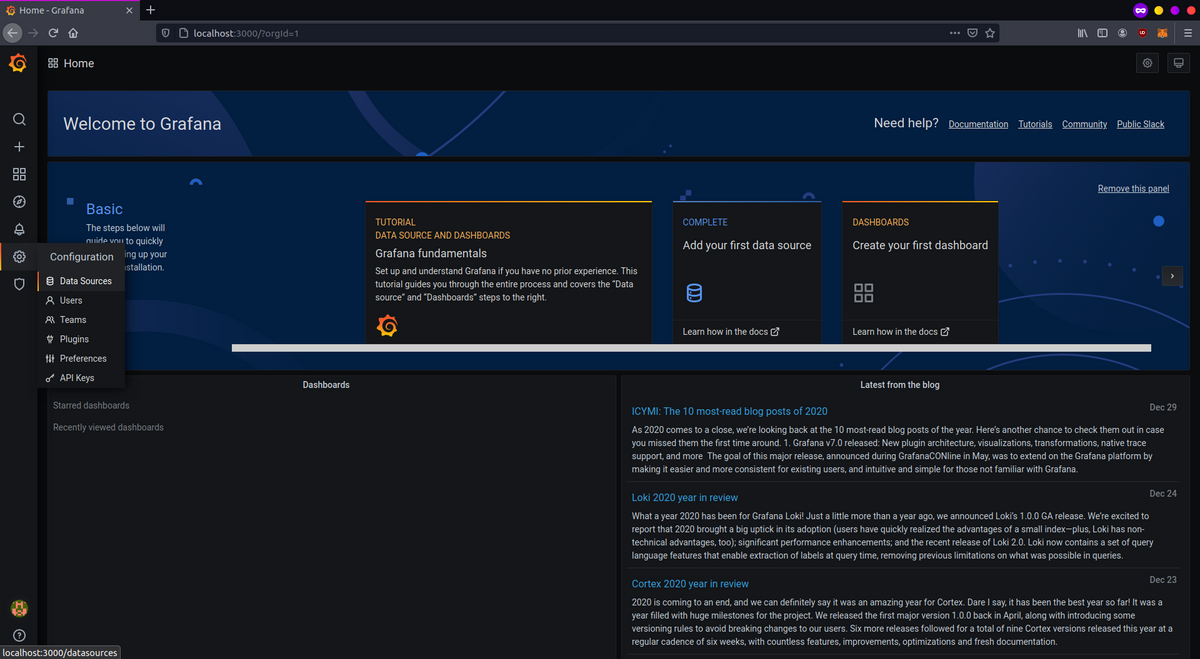 Home - Grafana
localhost:3000/?orgId=1
Home
Welcome to Grafana
Need help?
Documentation
Tutorials
Community
Public Slack
Remove this panel
Basic
The steps below will
guide you to quickly
ing up your
stallation.
TUTORIAL
DATA SOURCE AND DASHBOARDS
Grafana fundamentals
Set up and understand Grafana if you have no prior experience. This
tutorial guides you through the entire process and covers the “Data
source” and “Dashboards” steps to the right.
COMPLETE
Add your first data source
Learn how in the docs
DASHBOARDS
Create your first dashboard
Learn how in the docs
Configuration
Data Sources
Users
Teams
Plugins
Preferences
API Keys
Dashboards
Starred dashboards
Recently viewed dashboards
Latest from the blog
ICYMI: The 10 most-read blog posts of 2020
Dec 29
As 2020 comes to a close, we’re looking back at the 10 most-read blog posts of the year. Here’s another chance to check them out in case
you missed them the first time around. 1. Grafana v7.0 released: New plugin architecture, visualizations, transformations, native trace
support, and more The goal of this major release, announced during GrafanaCONline in May, was to extend on the Grafana platform by
making it easier and more consistent for existing users, and intuitive and simple for those not familiar with Grafana.
Loki 2020 year in review
Dec 24
What a year 2020 has been for Grafana Loki! Just a little more than a year ago, we announced Loki’s 1.0.0 GA release. We’re excited to
report that 2020 brought a big uptick in its adoption (users have quickly realized the advantages of a small index—plus, Loki has non-
technical advantages, too); significant performance enhancements; and the recent release of Loki 2.0. Loki now contains a set of query
language features that enable extraction of labels at query time, removing previous limitations on what was possible in queries.
Cortex 2020 year in review
Dec 23
2020 is coming to an end, and we can definitely say it was an amazing year for Cortex. Dare I say, it has been the best year so far! It was a
year filled with huge milestones for the project. We released the first major version 1.0.0 back in April, along with introducing some
versioning rules to avoid breaking changes to our users. Six more releases followed for a total of nine Cortex versions released this year at a
regular cadence of six weeks, with countless features, improvements, optimizations and fresh documentation.
localhost:3000/datasources